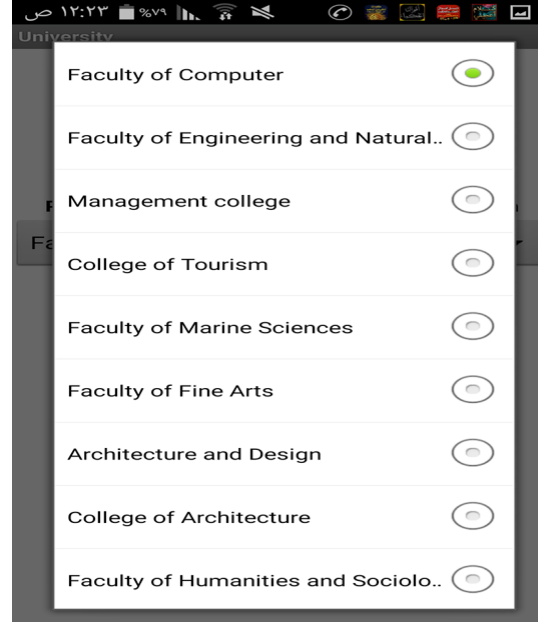 ص ١٢:٢٣ %٧٩
University
Faculty of Computer
Faculty of Engineering and Natural..
Management college
College of Tourism
Faculty of Marine Sciences
Faculty of Fine Arts
Architecture and Design
College of Architecture
Faculty of Humanities and Sociolo..